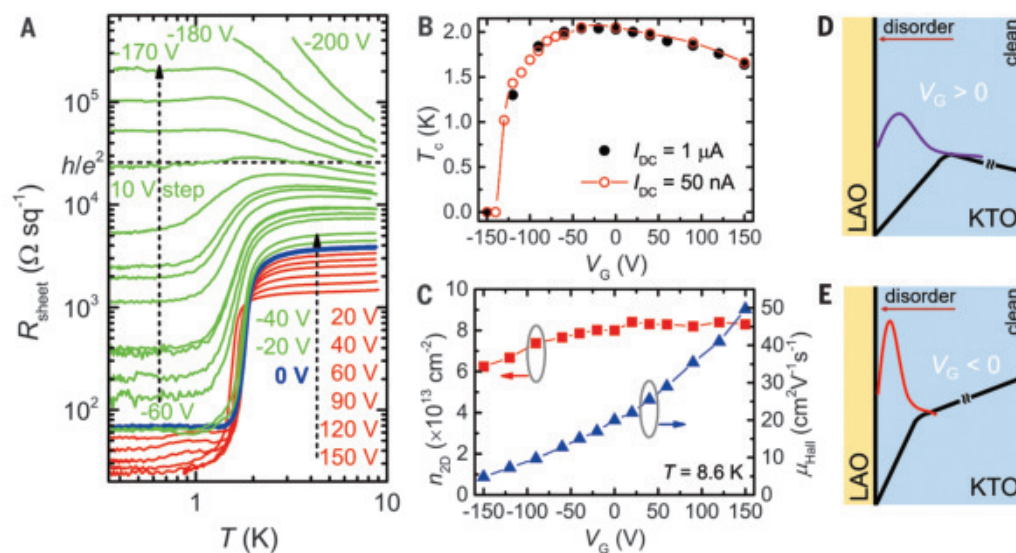 A
-170
-180
-200
10⁵
h/e²
10 V step
10⁴
10³
10²
-40
-20
0 V
-60
20 V
40 V
60 V
90 V
120 V
150 V
1
10
R_sheet (Ω sq⁻¹)
T (K)
B
2.0
1.5
1.0
0.5
0.0
T_c (K)
I_DC = 1 μA
I_DC = 50 nA
-150 -100 -50 0 50 100 150
V_G (V)
C
10
8
6
4
2
0
n_2D (×10¹³ cm⁻²)
50
40
30
20
10
0
μ_Hall (cm²V⁻¹s⁻¹)
T = 8.6 K
-150 -100 -50 0 50 100 150
V_G (V)
D
disorder
clean
V_G > 0
LAO
KTO
E
disorder
clean
V_G < 0
LAO
KTO